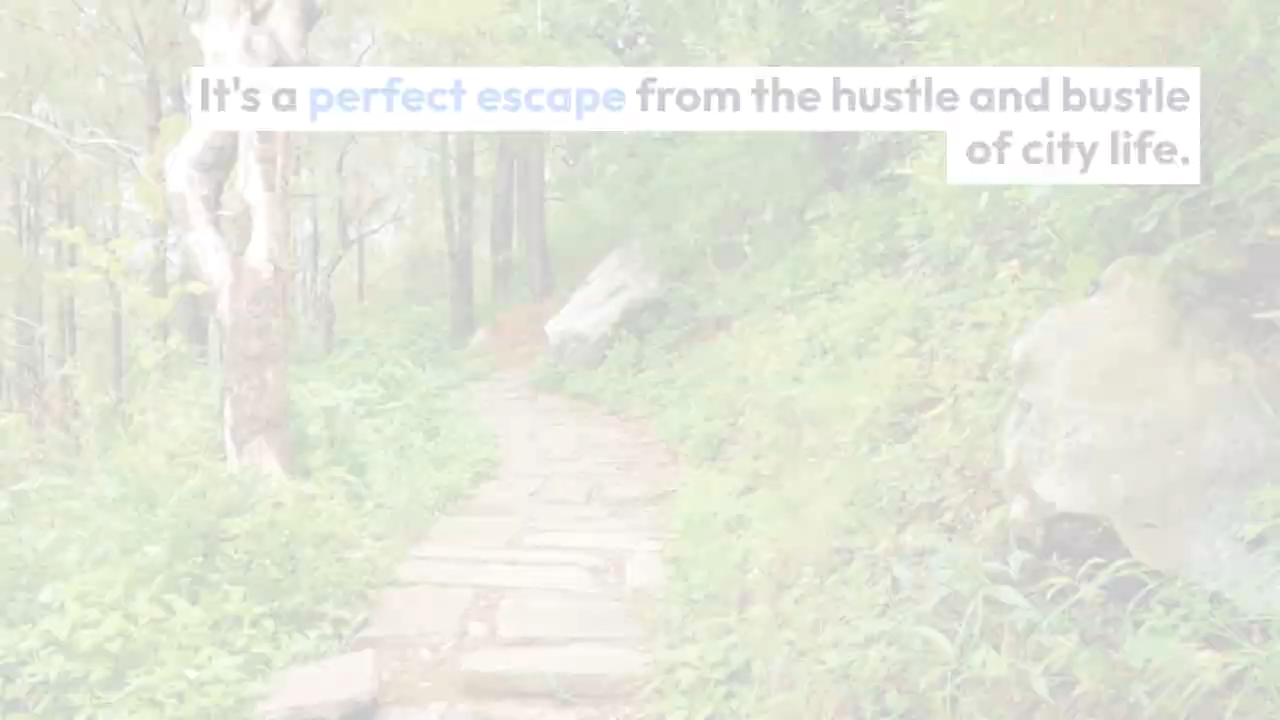 It's a perfect escape from the hustle and bustle
of city life.